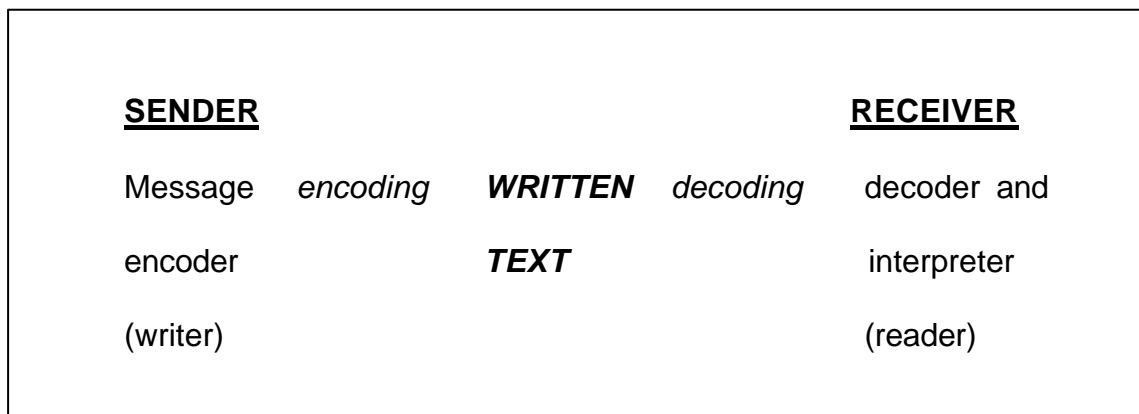 SENDER RECEIVER
Message encoding WRITTEN decoding decoder and
encoder TEXT interpreter
(writer) (reader)